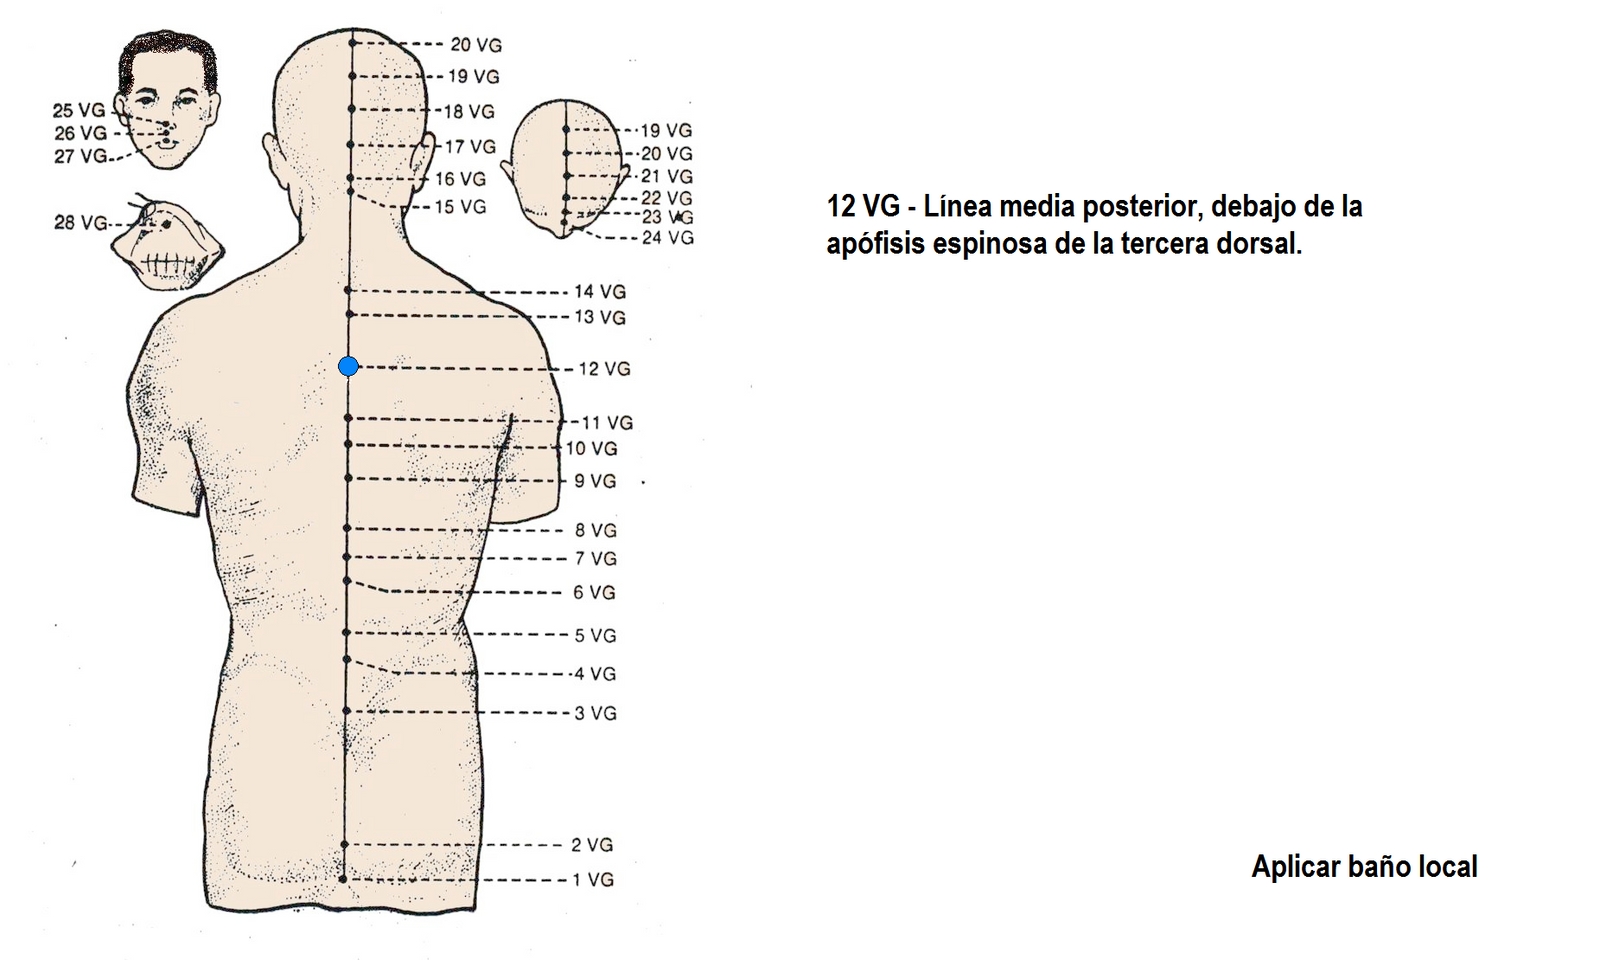 20 VG
19 VG
18 VG
17 VG
16 VG
15 VG
25 VG
26 VG
27 VG
28 VG
19 VG
20 VG
21 VG
22 VG
23 VG
24 VG
14 VG
13 VG
12 VG
11 VG
10 VG
9 VG
8 VG
7 VG
6 VG
5 VG
4 VG
3 VG
2 VG
1 VG
12 VG - Línea media posterior, debajo de la
apófisis espinosa de la tercera dorsal.
Aplicar baño local